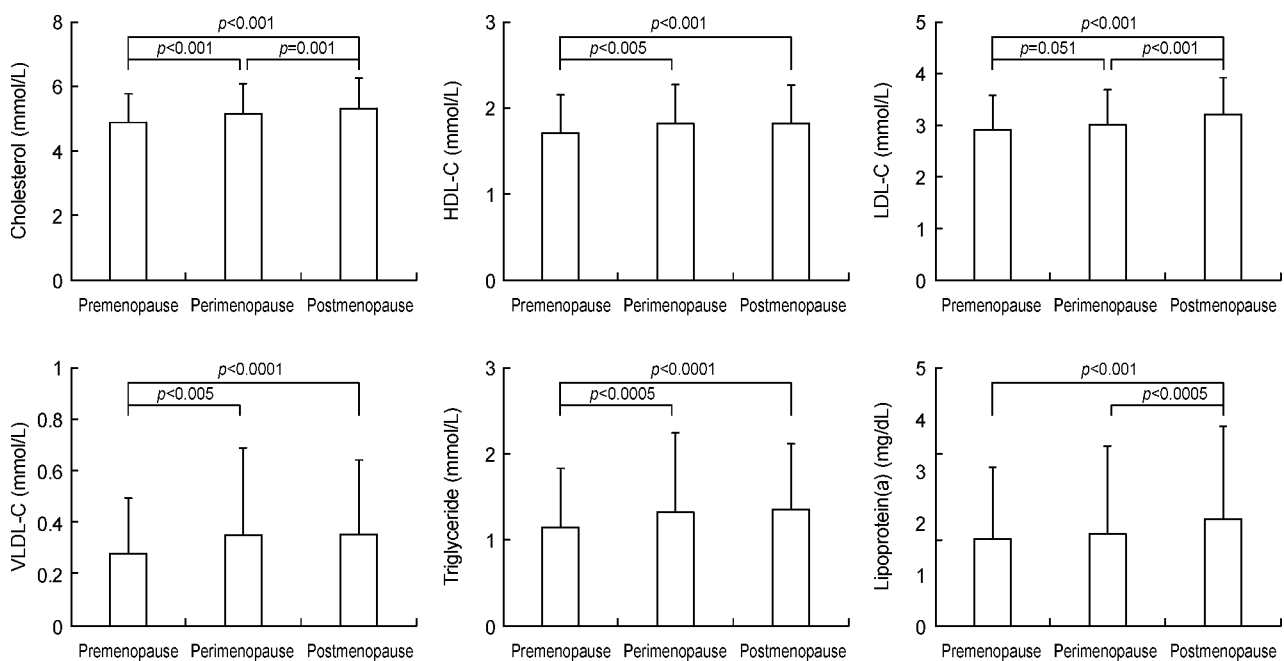 Cholesterol (mmol/L)
8
6
4
2
0
p<0.001
p<0.001
p=0.001
Premenopause Perimenopause Postmenopause
HDL-C (mmol/L)
3
2
1
0
p<0.001
p<0.005
Premenopause Perimenopause Postmenopause
LDL-C (mmol/L)
5
4
3
2
1
0
p<0.001
p=0.051
p<0.001
Premenopause Perimenopause Postmenopause
VLDL-C (mmol/L)
1
0.8
0.6
0.4
0.2
0
p<0.0001
p<0.005
Premenopause Perimenopause Postmenopause
Triglyceride (mmol/L)
3
2
1
0
p<0.0001
p<0.0005
Premenopause Perimenopause Postmenopause
Lipoprotein(a) (mg/dL)
5
4
3
2
1
0
p<0.001
p<0.0005
Premenopause Perimenopause Postmenopause